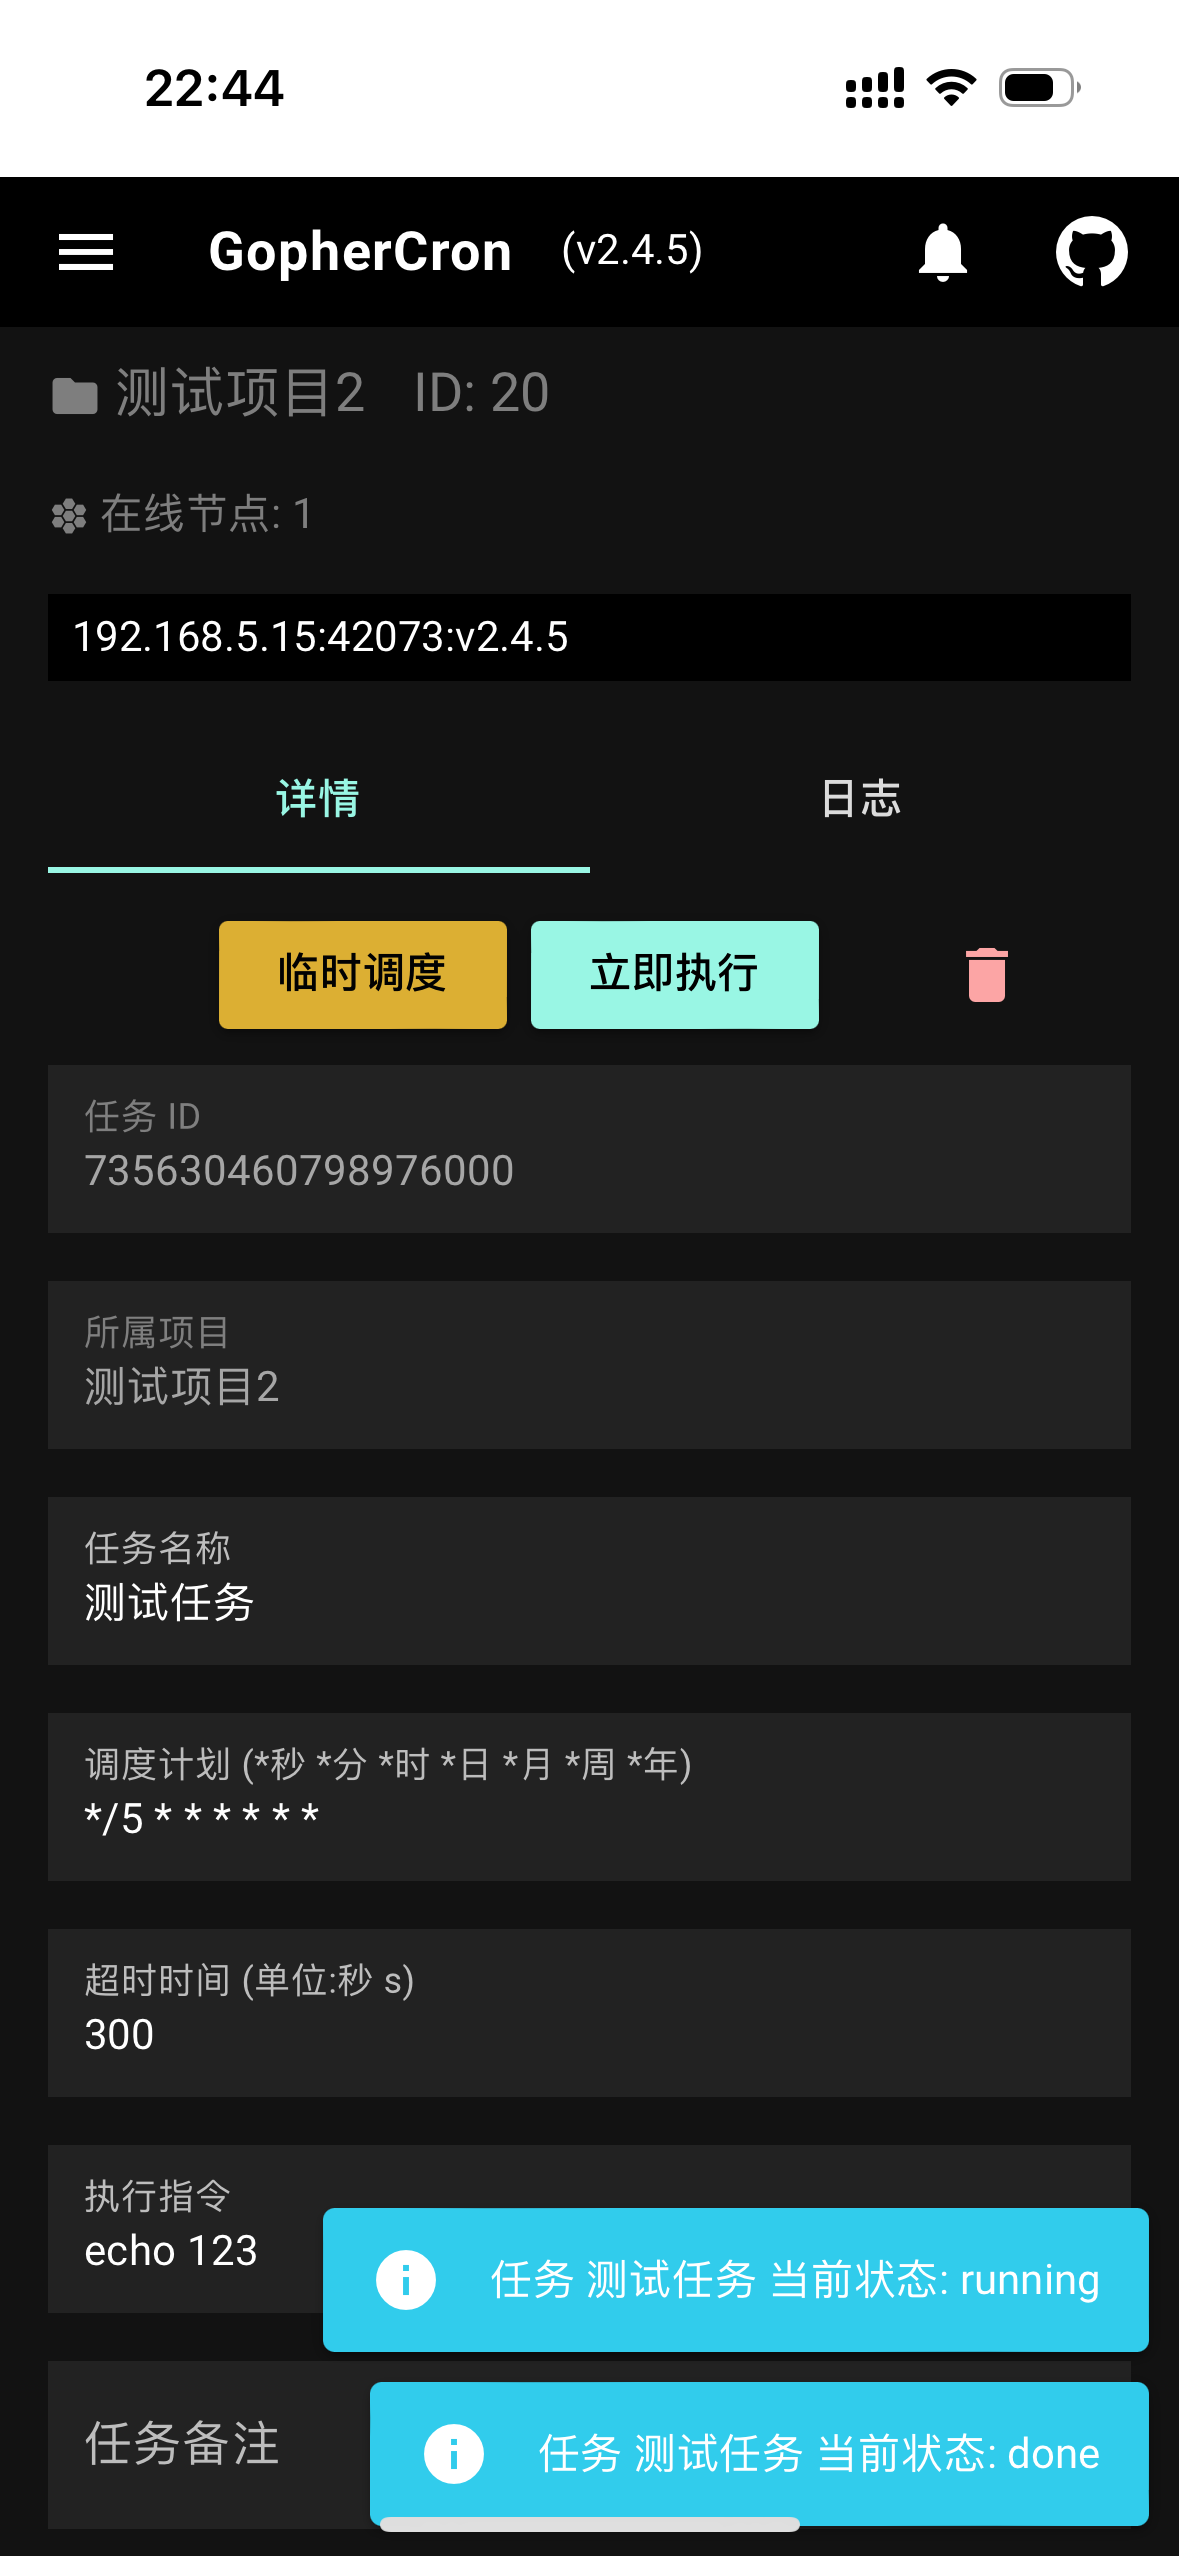 22:44
GopherCron (v2.4.5)
测试项目2 ID: 20
在线节点: 1
192.168.5.15:42073:v2.4.5
详情 日志
临时调度 立即执行
任务 ID
735630460798976000
所属项目
测试项目2
任务名称
测试任务
调度计划 (*秒 *分 *时 *日 *月 *周 *年)
*/5 * * * * * *
超时时间 (单位:秒 s)
300
执行指令
echo 123
任务 测试任务 当前状态: running
任务备注
任务 测试任务 当前状态: done